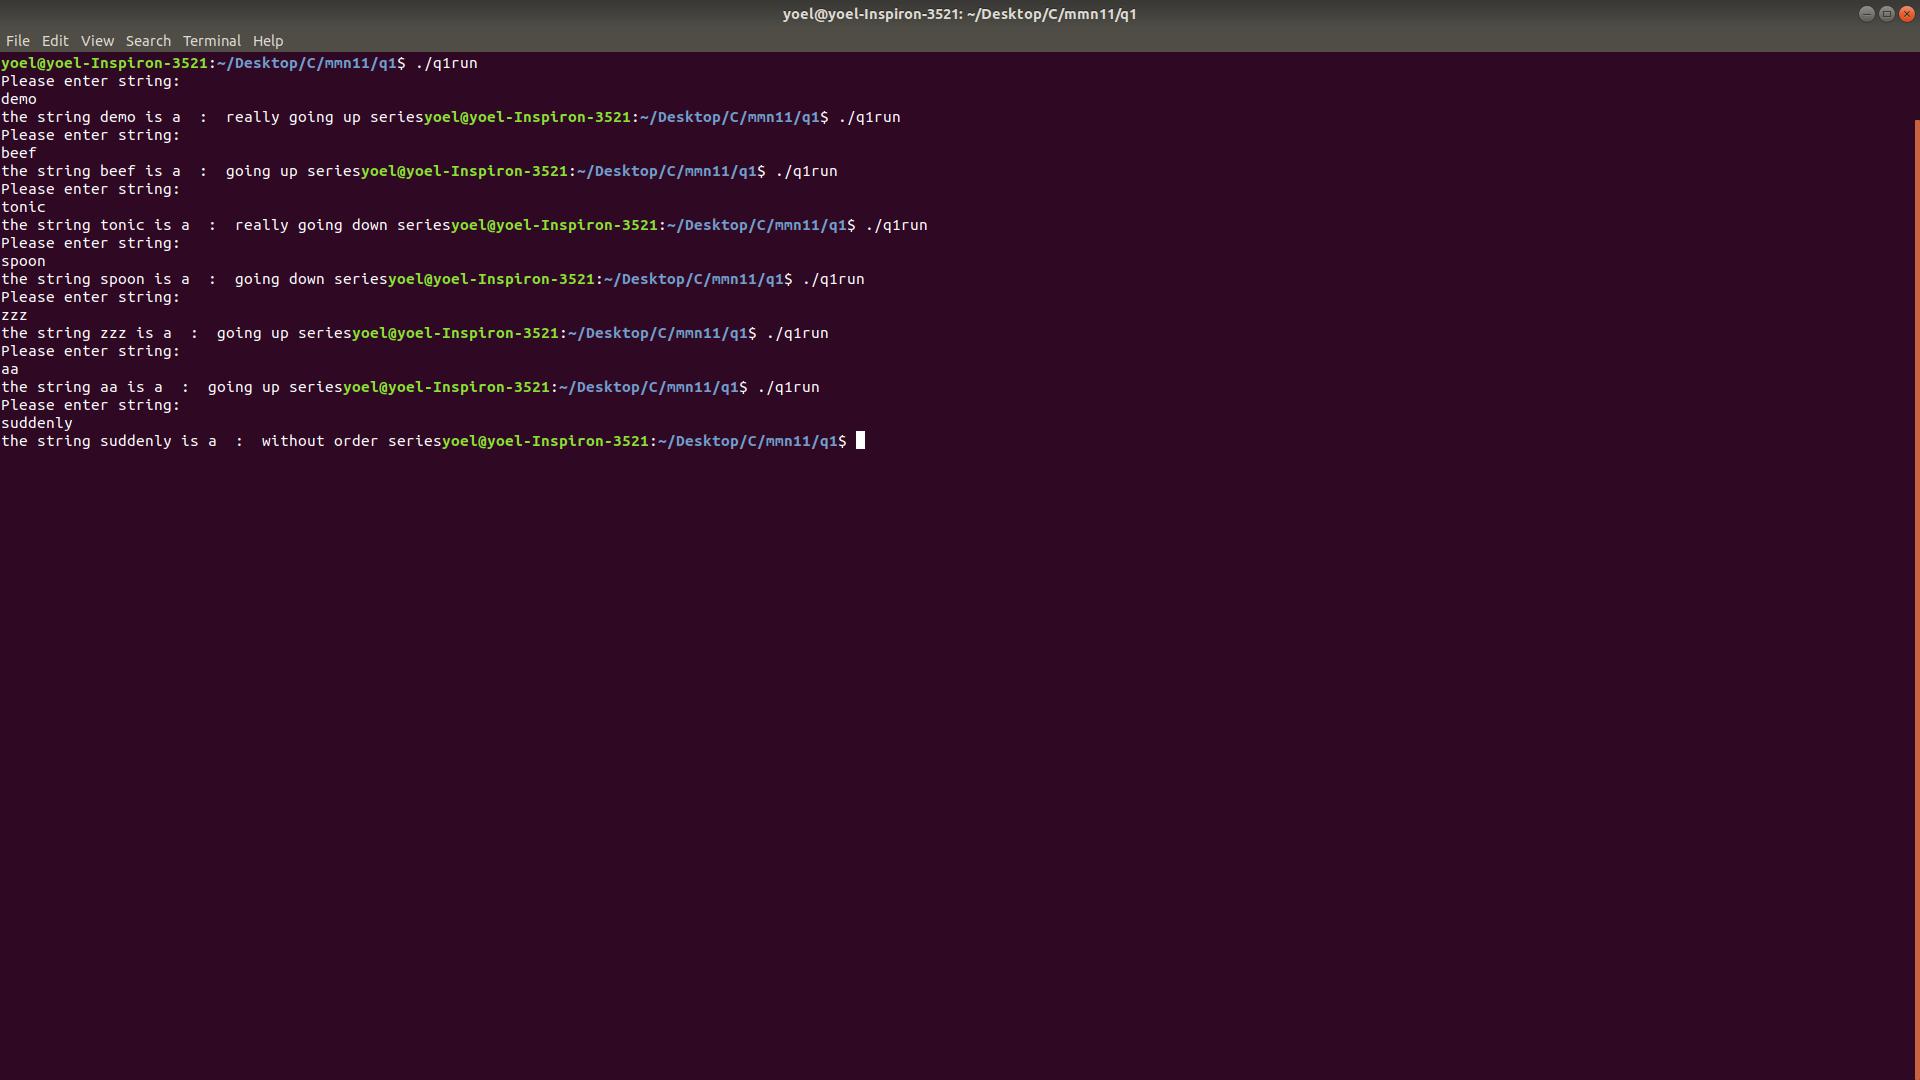 yoel@yoel-Inspiron-3521: ~/Desktop/C/mmn11/q1
File Edit View Search Terminal Help
yoel@yoel-Inspiron-3521:~/Desktop/C/mmn11/q1$ ./q1run
Please enter string:
demo
the string demo is a  :  really going up seriesyoel@yoel-Inspiron-3521:~/Desktop/C/mmn11/q1$ ./q1run
Please enter string:
beef
the string beef is a  :  going up seriesyoel@yoel-Inspiron-3521:~/Desktop/C/mmn11/q1$ ./q1run
Please enter string:
tonic
the string tonic is a  :  really going down seriesyoel@yoel-Inspiron-3521:~/Desktop/C/mmn11/q1$ ./q1run
Please enter string:
spoon
the string spoon is a  :  going down seriesyoel@yoel-Inspiron-3521:~/Desktop/C/mmn11/q1$ ./q1run
Please enter string:
zzz
the string zzz is a  :  going up seriesyoel@yoel-Inspiron-3521:~/Desktop/C/mmn11/q1$ ./q1run
Please enter string:
aa
the string aa is a  :  going up seriesyoel@yoel-Inspiron-3521:~/Desktop/C/mmn11/q1$ ./q1run
Please enter string:
suddenly
the string suddenly is a  :  without order seriesyoel@yoel-Inspiron-3521:~/Desktop/C/mmn11/q1$